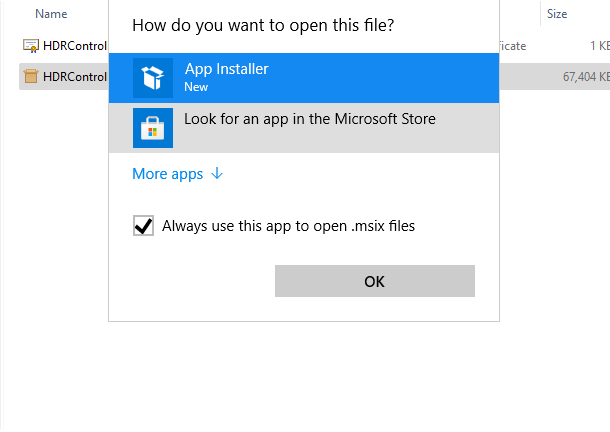 Name
Size
How do you want to open this file?
HDRControl
ficate
1 KB
HDRControl
67,404 KB
App Installer
New
Look for an app in the Microsoft Store
More apps
Always use this app to open .msix files
OK